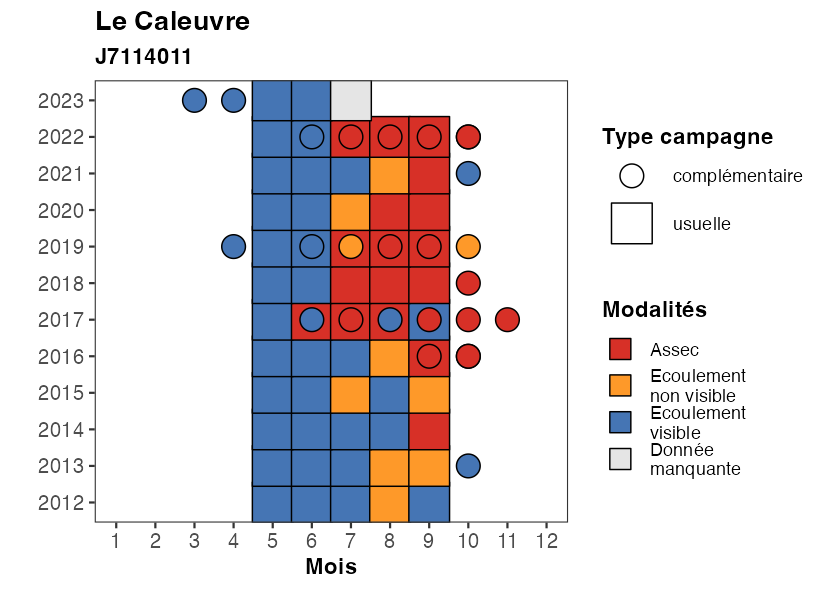 Le Caleuvre
J7114011
2023
2022
2021
2020
2019
2018
2017
2016
2015
2014
2013
2012
1 2 3 4 5 6 7 8 9 10 11 12
Mois
Type campagne
complémentaire
usuelle
Modalités
Assec
Ecoulement
non visible
Ecoulement
visible
Donnée
manquante